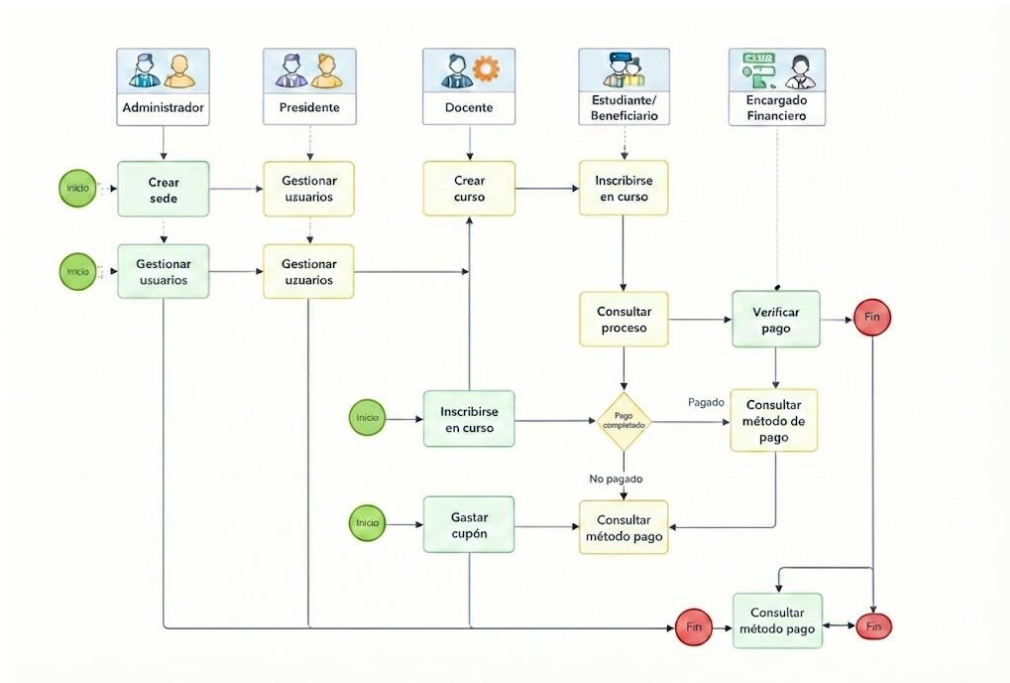 Administrador
Presidente
Docente
Estudiante/
Beneficiario
Encargado
Financiero
Inicio
Crear
sede
Gestionar
usuarios
Crear
curso
Inscribirse
en curso
Inicio
Gestionar
usuarios
Gestionar
uzuarios
Consultar
proceso
Verificar
pago
Fin
Inicio
Inscribirse
en curso
Pago
completado
Pagado
Consultar
método de
pago
No pagado
Inicio
Gastar
cupón
Consultar
método pago
Fin
Consultar
método pago
Fin